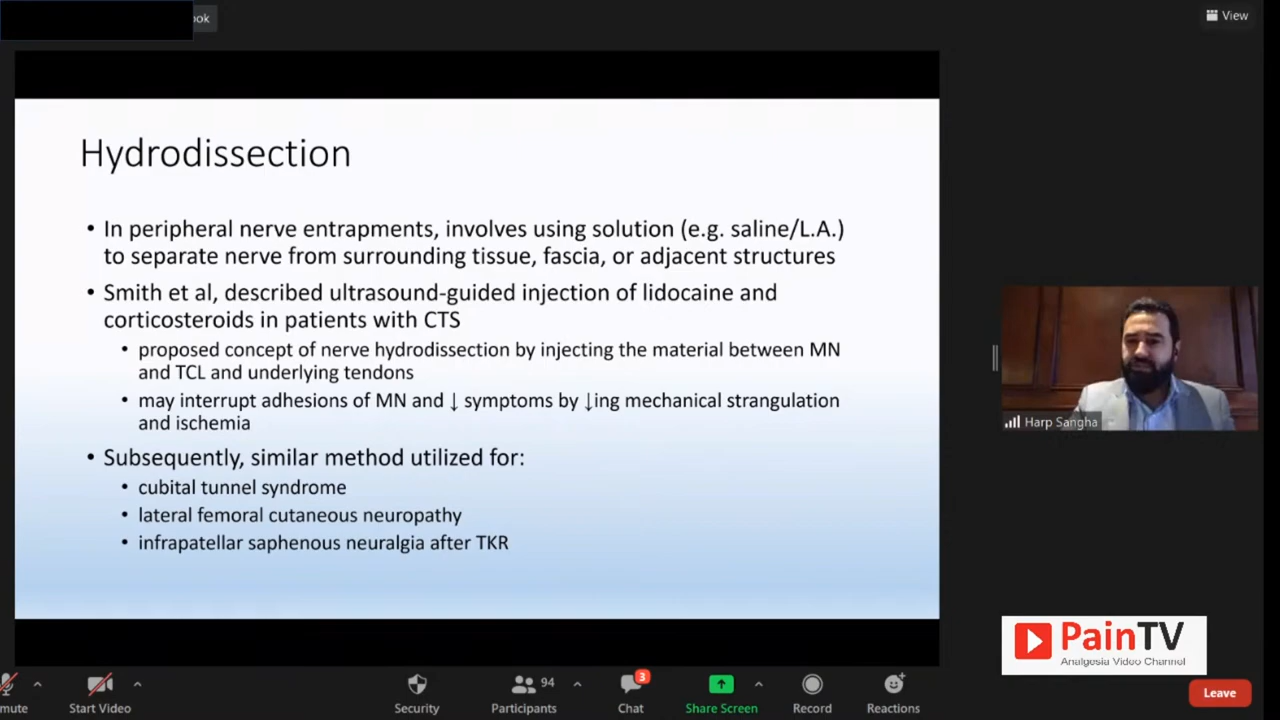 ook
View
Hydrodissection
• In peripheral nerve entrapments, involves using solution (e.g. saline/L.A.)
to separate nerve from surrounding tissue, fascia, or adjacent structures
• Smith et al, described ultrasound-guided injection of lidocaine and
corticosteroids in patients with CTS
• proposed concept of nerve hydrodissection by injecting the material between MN
and TCL and underlying tendons
• may interrupt adhesions of MN and ↓ symptoms by ↓ing mechanical strangulation
and ischemia
• Subsequently, similar method utilized for:
• cubital tunnel syndrome
• lateral femoral cutaneous neuropathy
• infrapatellar saphenous neuralgia after TKR
Harp Sangha
PainTV
Analgesia Video Channel
mute
Start Video
Security
94
Participants
3
Chat
Share Screen
Record
Reactions
Leave